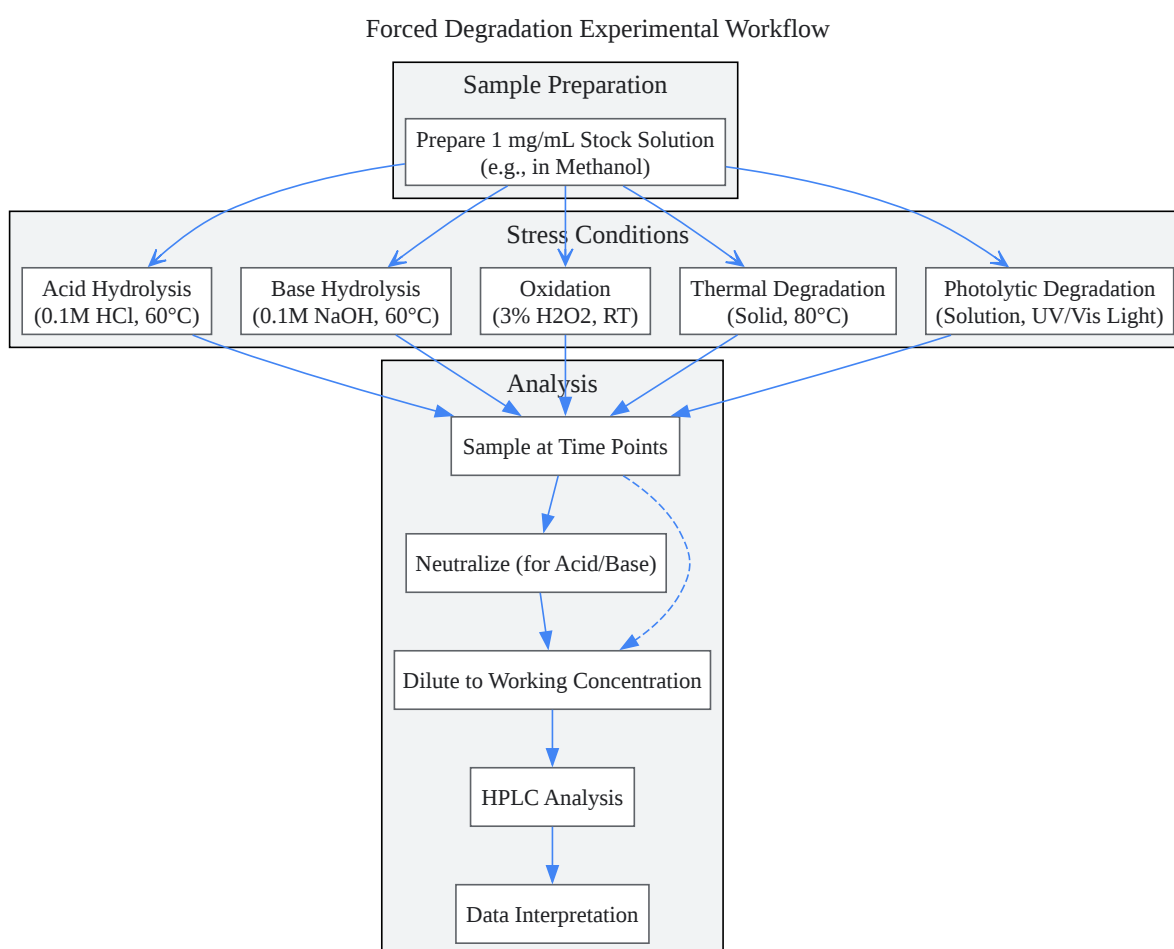 Forced Degradation Experimental Workflow
Sample Preparation
Prepare 1 mg/mL Stock Solution
(e.g., in Methanol)
Stress Conditions
Acid Hydrolysis
(0.1M HCl, 60°C)
Base Hydrolysis
(0.1M NaOH, 60°C)
Oxidation
(3% H2O2, RT)
Thermal Degradation
(Solid, 80°C)
Photolytic Degradation
(Solution, UV/Vis Light)
Analysis
Sample at Time Points
Neutralize (for Acid/Base)
Dilute to Working Concentration
HPLC Analysis
Data Interpretation